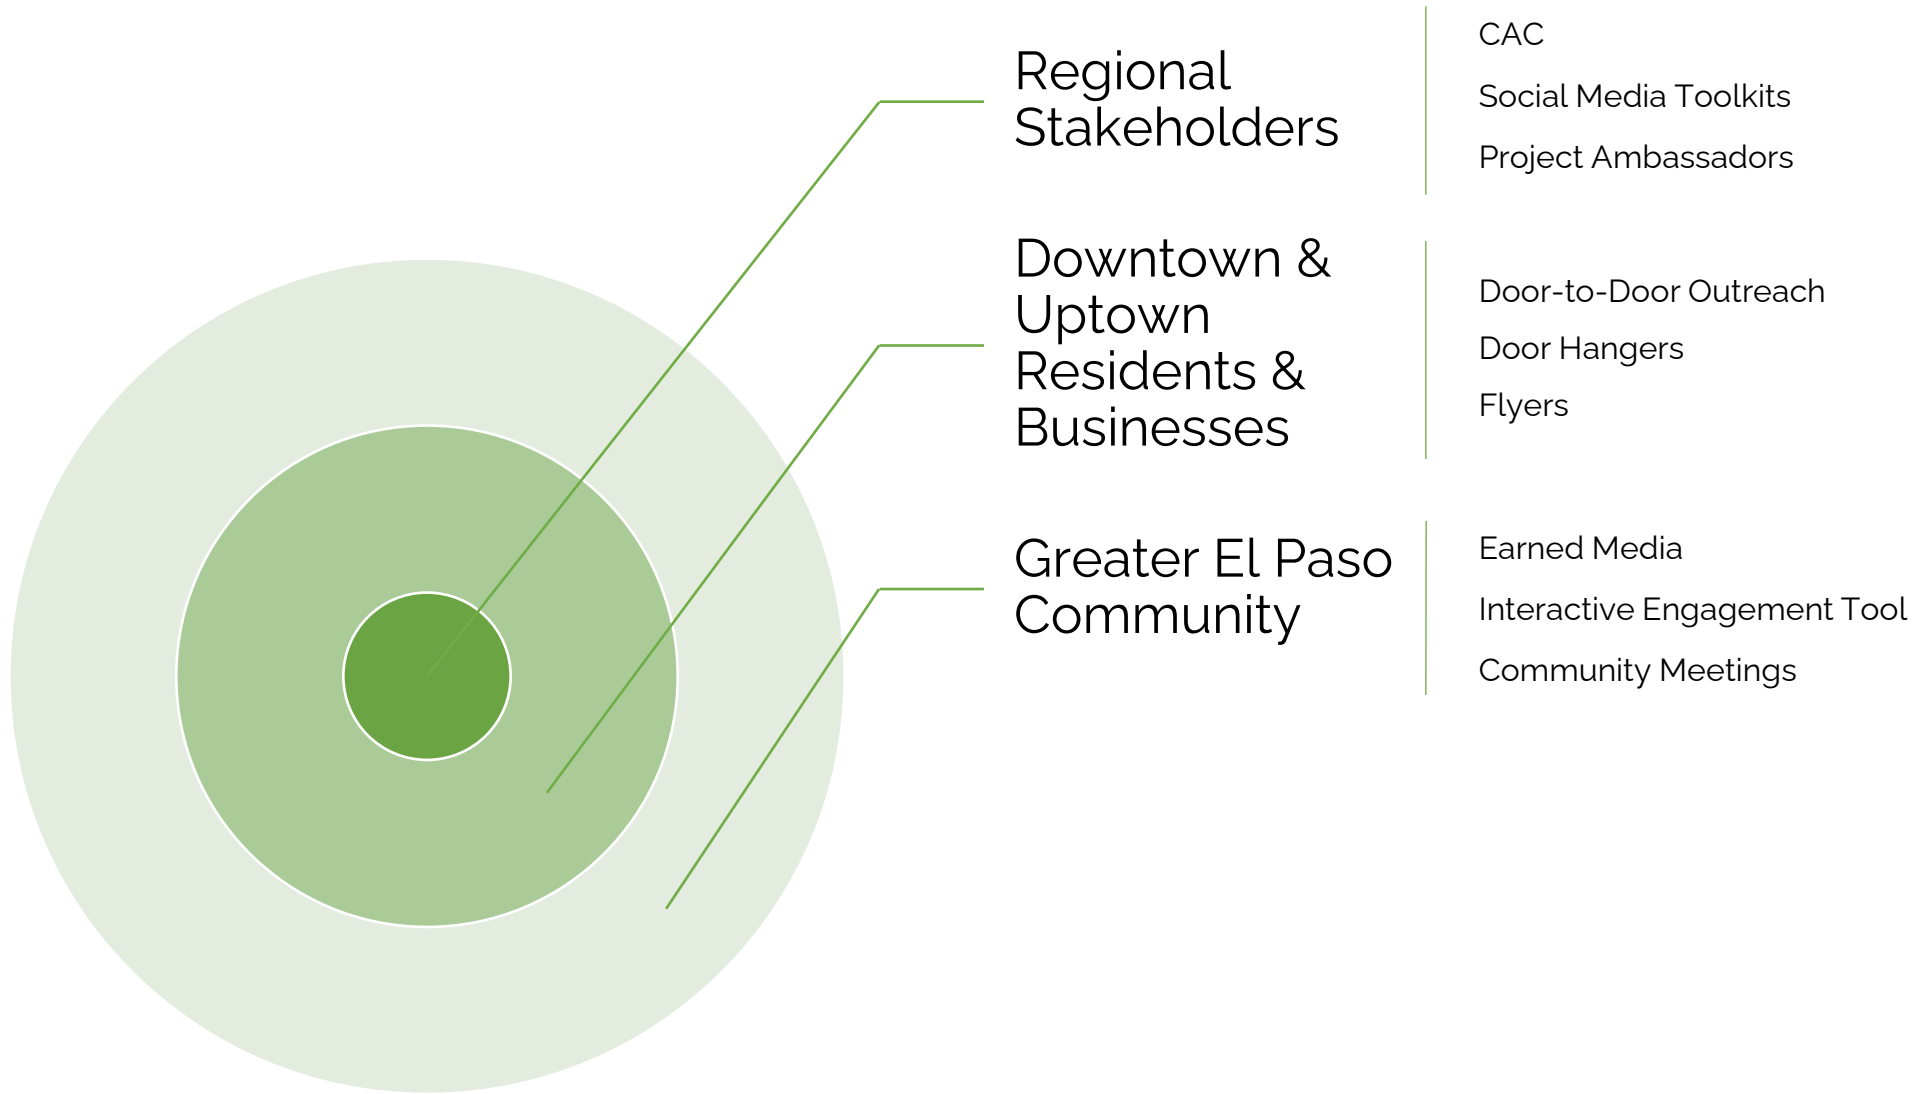 Regional
Stakeholders
CAC
Social Media Toolkits
Project Ambassadors
Downtown &
Uptown
Residents &
Businesses
Door-to-Door Outreach
Door Hangers
Flyers
Greater El Paso
Community
Earned Media
Interactive Engagement Tool
Community Meetings